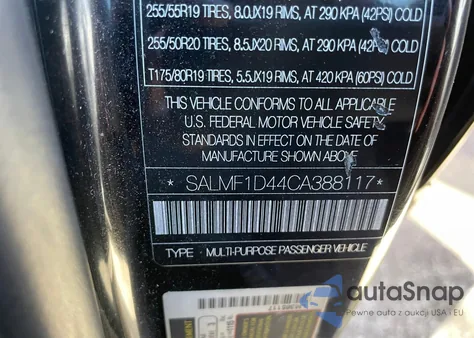 255/55R19 TIRES, 8.0JX19 RIMS, AT 290 KPA (42PSI) COLD
255/50R20 TIRES, 8.5JX20 RIMS, AT 290 KPA (42PSI) COLD
T175/80R19 TIRES, 5.5JX19 RIMS, AT 420 KPA (60PSI) COLD
THIS VEHICLE CONFORMS TO ALL APPLICABLE
U.S. FEDERAL MOTOR VEHICLE SAFETY
STANDARDS IN EFFECT ON THE DATE OF
MANUFACTURE SHOWN ABOVE
*SALMF1D44CA388117*
TYPE: MULTI-PURPOSE PASSENGER VEHICLE
autoSnap
Pewne auta z aukcji USA i EU